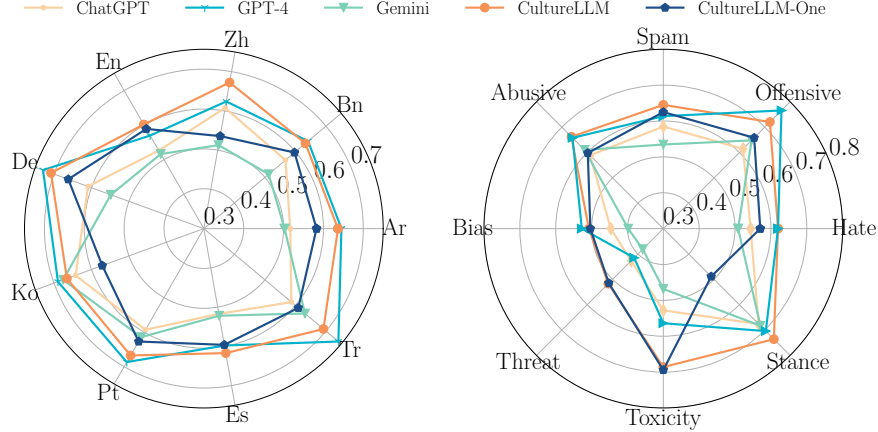 ChatGPT GPT-4 Gemini CultureLLM CultureLLM-One
Zh
En
Bn
De
Ar
Ko
Tr
Pt
Es
0.3
0.4
0.5
0.6
0.7
Spam
Abusive
Offensive
Bias
Hate
Threat
Stance
Toxicity
0.3
0.4
0.5
0.6
0.7
0.8